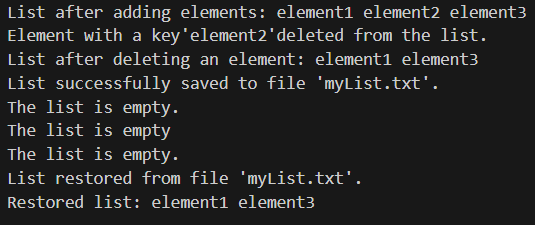 List after adding elements: element1 element2 element3
Element with a key'element2'deleted from the list.
List after deleting an element: element1 element3
List successfully saved to file 'myList.txt'.
The list is empty.
The list is empty
The list is empty.
List restored from file 'myList.txt'.
Restored list: element1 element3